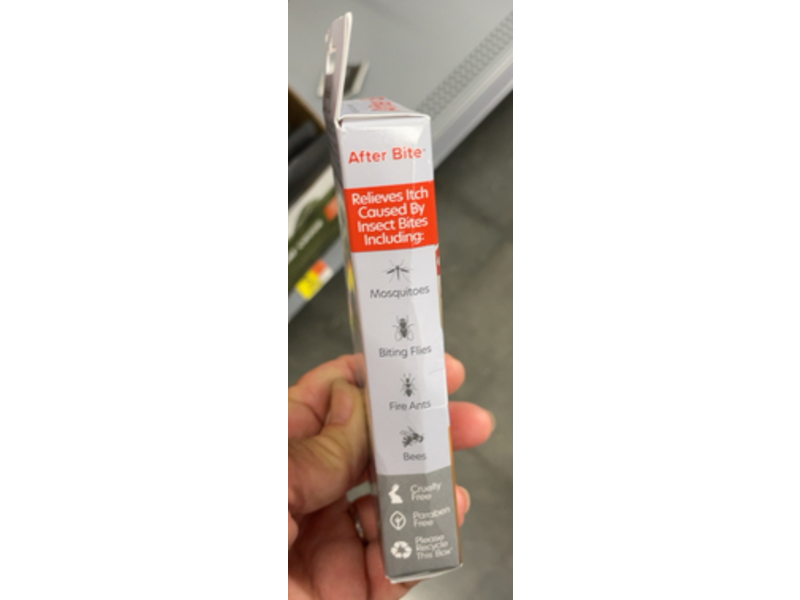 After Bite
Relieves Itch
Caused By
Insect Bites
Including:
Mosquitoes
Biting Flies
Fire Ants
Bees
Cruelty
Free
Paraben
Free
Please
Recycle
This Box